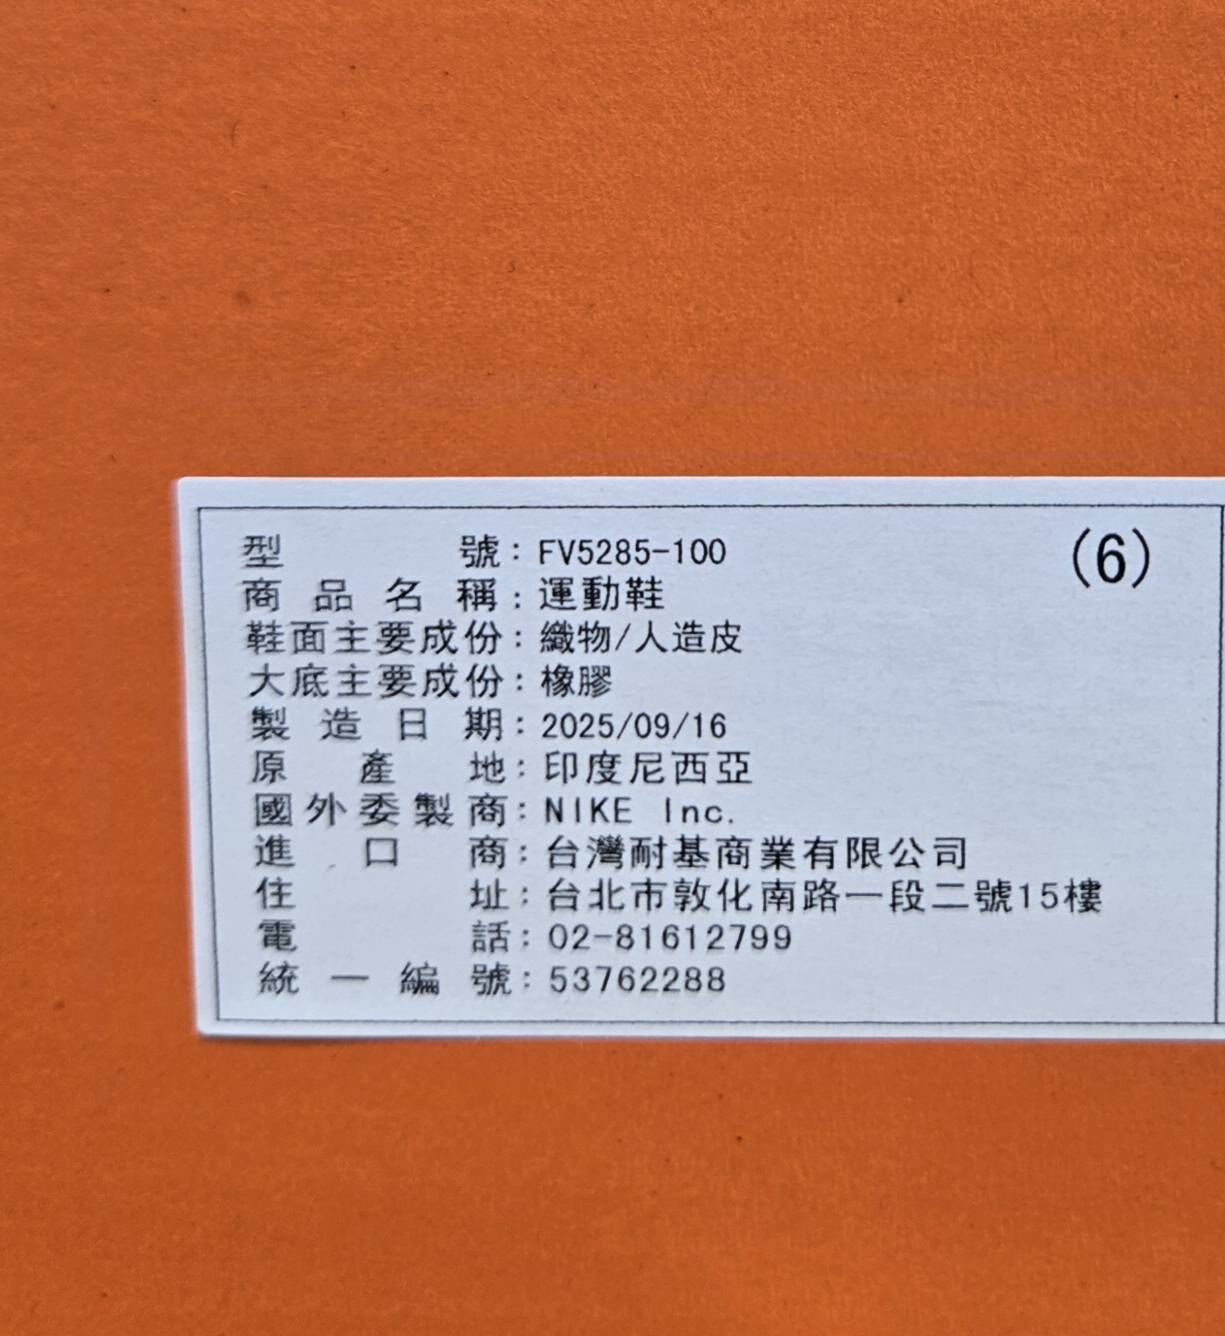 型號：FV5285-100 (6)
商品名稱：運動鞋
鞋面主要成份：織物/人造皮
大底主要成份：橡膠
製造日期：2025/09/16
原產地：印度尼西亞
國外委製商：NIKE Inc.
進口商：台灣耐基商業有限公司
住址：台北市敦化南路一段二號15樓
電話：02-81612799
統一編號：53762288